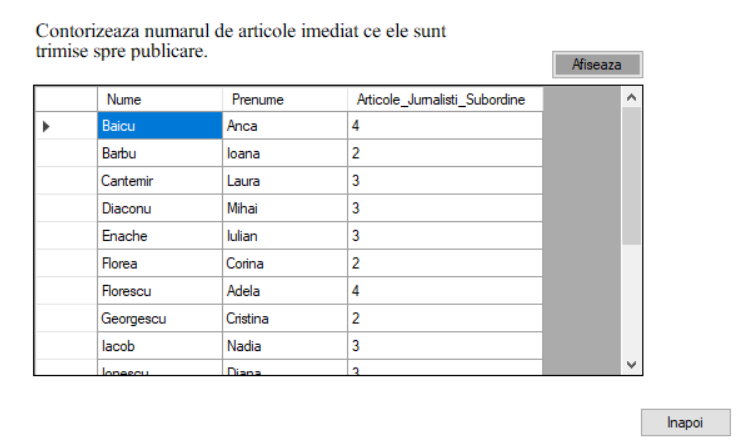 Contorizeaza numarul de articole imediat ce ele sunt
trimise spre publicare.
Afiseaza
Nume Prenume Articole_Jurnalisti_Subordine
Baicu Anca 4
Barbu Ioana 2
Cantemir Laura 3
Diaconu Mihai 3
Enache Iulian 3
Florea Corina 2
Florescu Adela 4
Georgescu Cristina 2
Iacob Nadia 3
Ionescu Diana 3
Inapoi